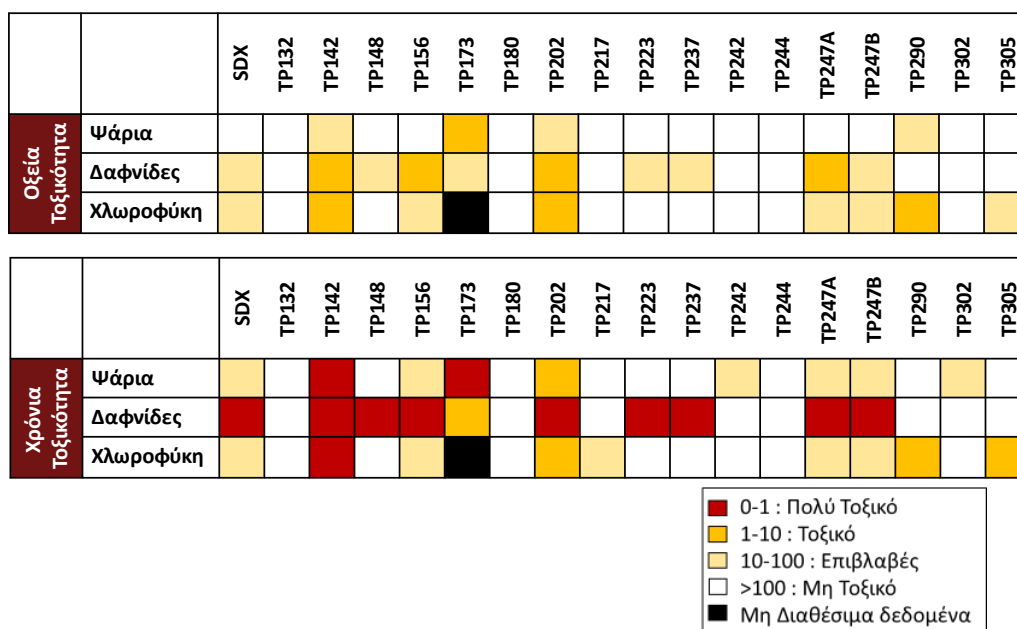 SDX TP132 TP142 TP148 TP156 TP173 TP180 TP202 TP217 TP223 TP237 TP242 TP244 TP247A TP247B TP290 TP302 TP305
Οξεία
Τοξικότητα
Ψάρια
Δαφνίδες
Χλωροφύκη
SDX TP132 TP142 TP148 TP156 TP173 TP180 TP202 TP217 TP223 TP237 TP242 TP244 TP247A TP247B TP290 TP302 TP305
Χρόνια
Τοξικότητα
Ψάρια
Δαφνίδες
Χλωροφύκη
0-1 : Πολύ Τοξικό
1-10 : Τοξικό
10-100 : Επιβλαβές
>100 : Μη Τοξικό
Μη Διαθέσιμα δεδομένα